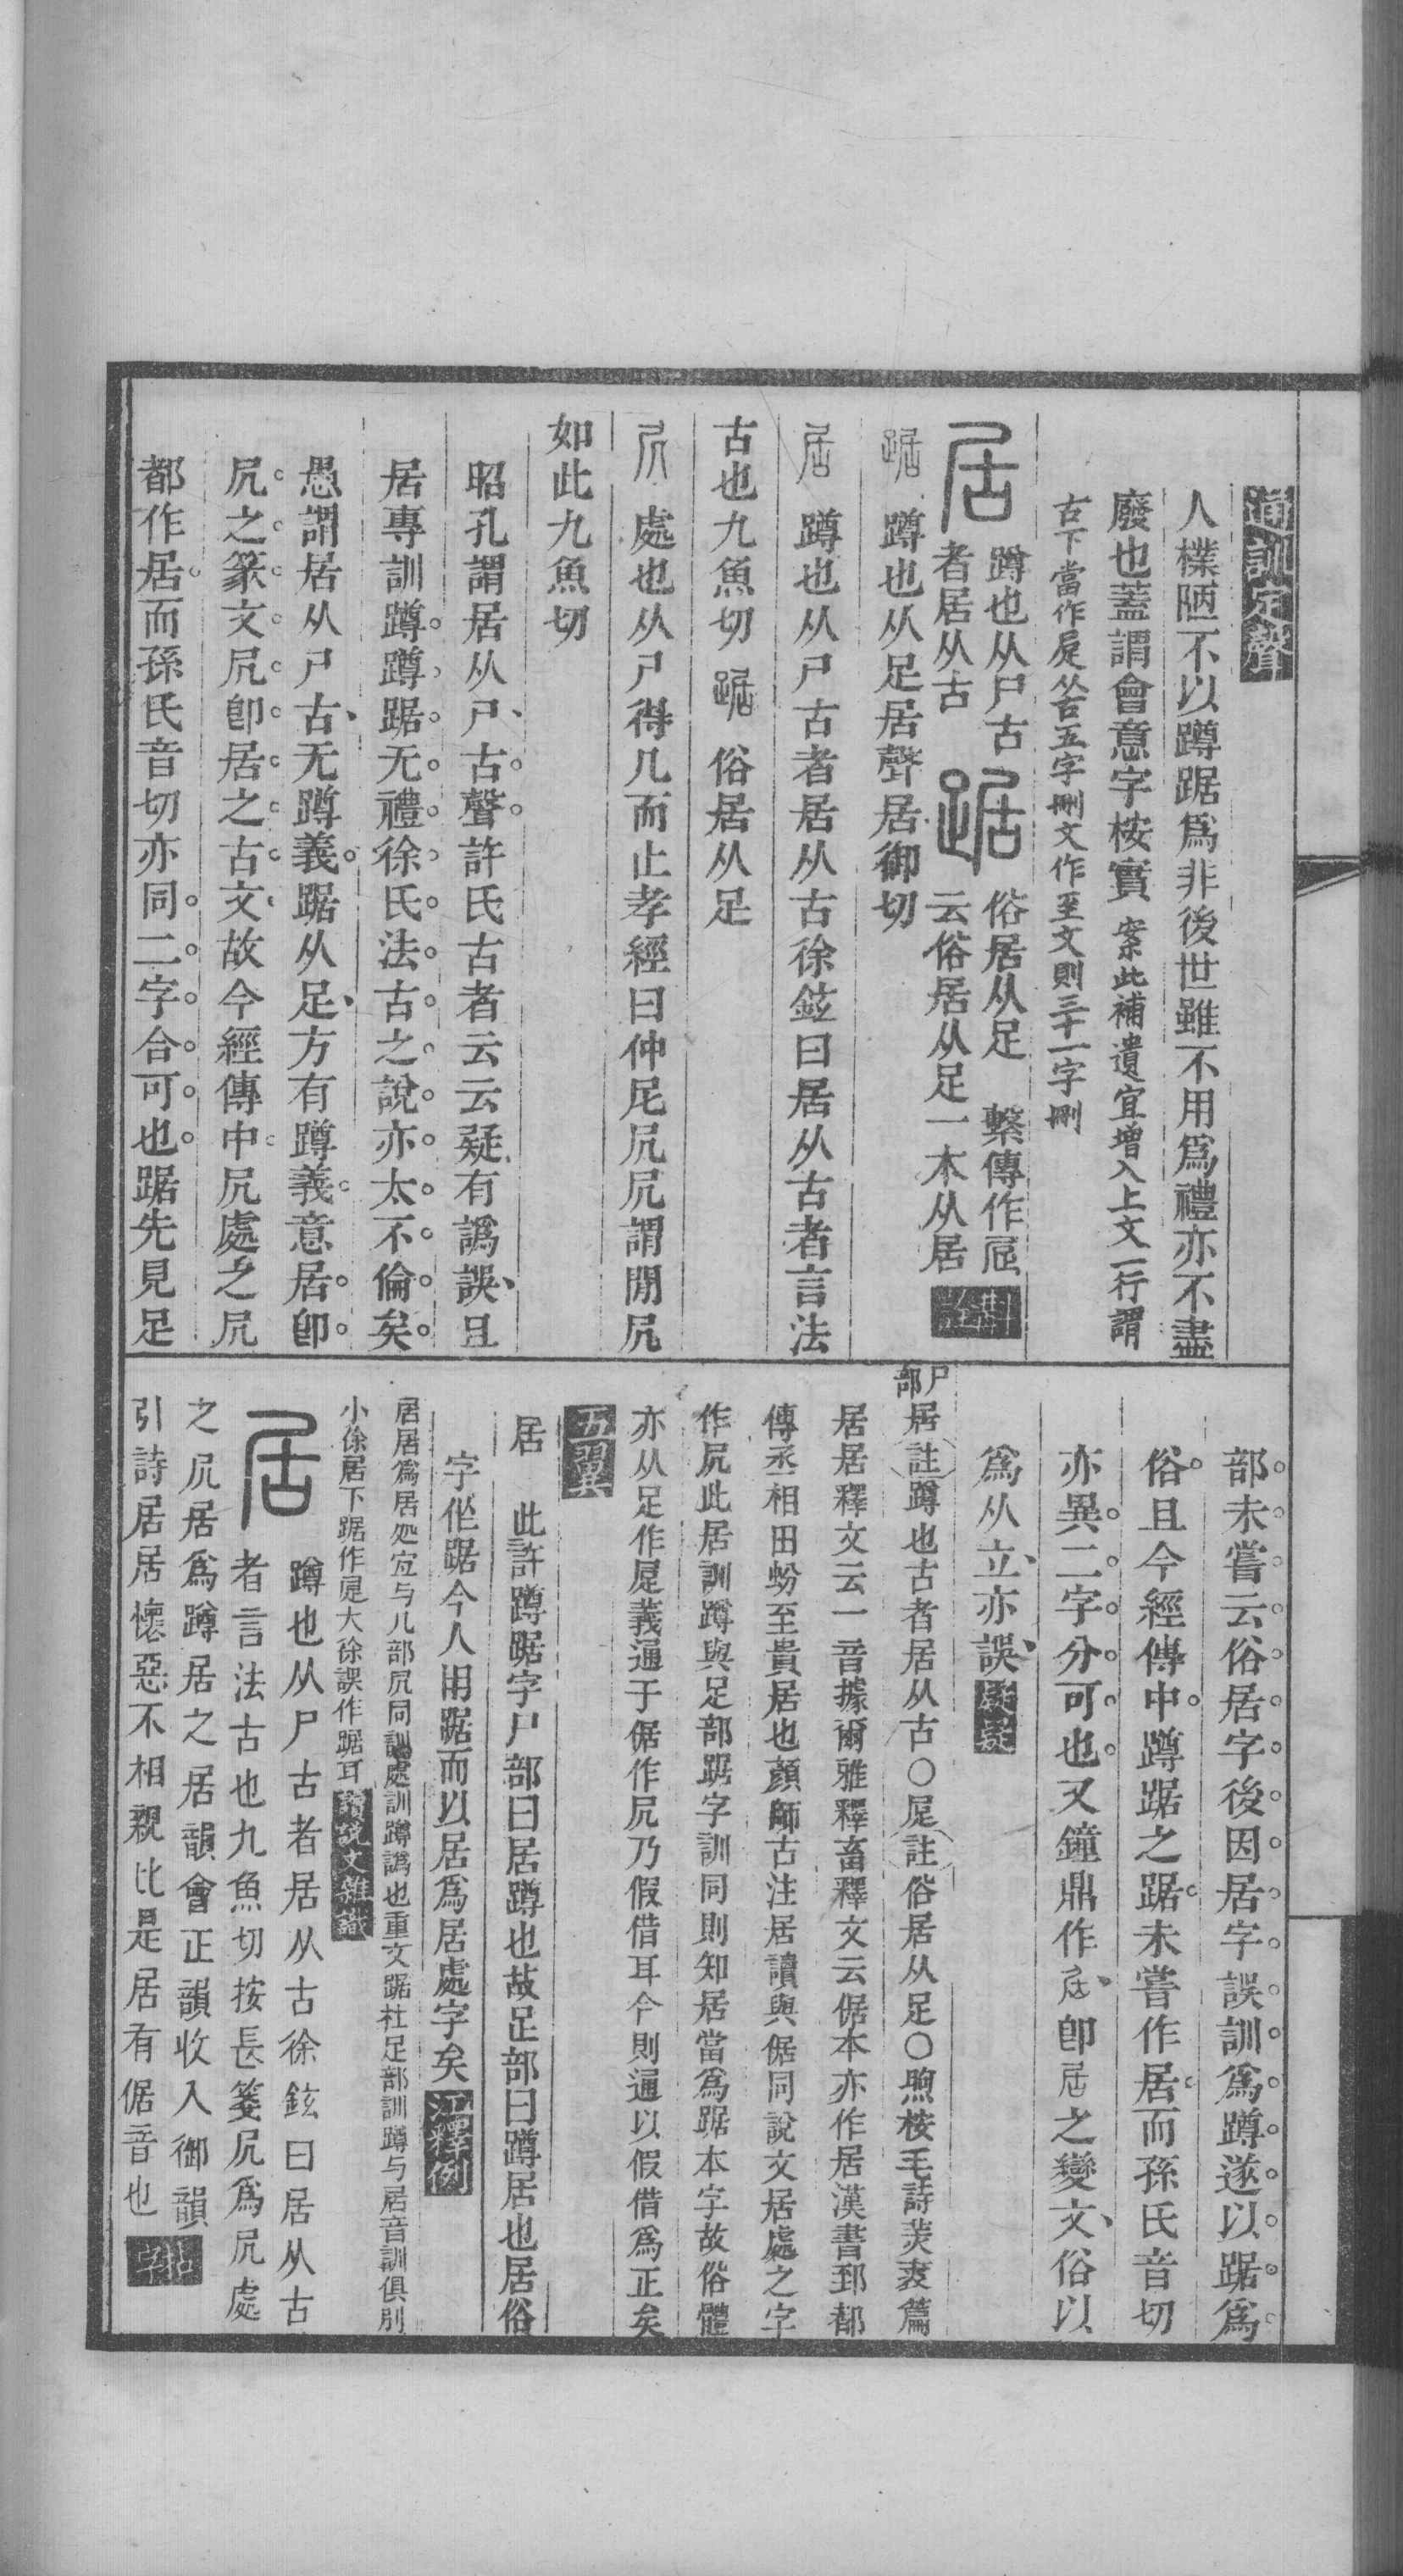 通訓定聲
人樸陋不以蹲踞爲非後世雖不用爲禮亦不盡
廢也蓋謂會意字桉實案此補遺宜增入上文一行謂
古下當作㞐从古五字刪文作至文則三十一字刪
居蹲也从尸古者居从古
踞俗居从足 繫傳作屈云俗居从足一本从居 斠詮
踞 蹲也从足居聲居御切
居 蹲也从尸古者居从古徐鉉曰居从古者言法
古也九魚切 踞 俗居从足
凥 處也从尸得几而止孝經曰仲尼凥凥謂閒凥
如此九魚切
昭孔謂居从尸古聲許氏古者云云疑有譌誤且
居專訓蹲蹲踞无禮徐氏法古之說亦太不倫矣
愚謂居从尸古无蹲義踞从足方有蹲義意居卽
凥之篆文凥卽居之古文故今經傳中凥處之凥
都作居而孫氏音切亦同二字合可也踞先見足
部未嘗云俗居字後因居字誤訓爲蹲遂以踞爲
俗且今經傳中蹲踞之踞未嘗作居而孫氏音切
亦異二字分可也又鐘鼎作卽居之變文俗以
爲从立亦誤 疑疑
尸部 居註蹲也古者居从古○㞐註俗居从足○煦桉毛詩羔裘篇
居居釋文云一音據爾雅釋畜釋文云倨本亦作居漢書郅都
傳丞相田蚡至貴居也顏師古注居讀與倨同說文居處之字
作凥此居訓蹲與足部踞字訓同則知居當爲踞本字故俗體
亦从足作㞐義通于倨作凥乃假借耳今則通以假借爲正矣
五翼
居 此許蹲踞字尸部曰居蹲也故足部曰蹲居也居俗
字作踞今人用踞而以居爲居處字矣 江釋例
居居爲居処宐与几部凥同訓處訓蹲譌也重文踞在足部訓蹲与居音訓俱別
小徐居下踞作㞐大徐誤作踞耳 讀說文雜識
居 蹲也从尸古者居从古徐鉉曰居从古
者言法古也九魚切按長箋凥爲凥處
之凥居爲蹲居之居韻會正韻收入御韻
引詩居居懷惡不相親比是居有倨音也 古字